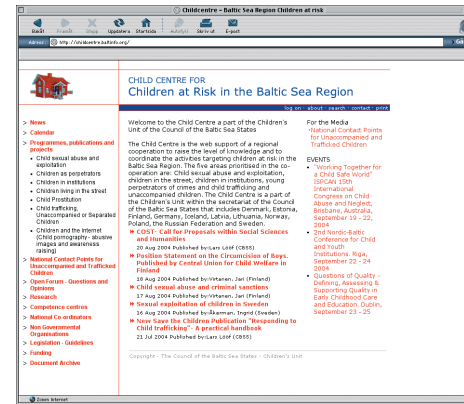 Childcentre - Baltic Sea Region Children at risk
Bakåt
Framåt
Stopp
Uppdatera
Startsida
Autofyll
Skriv ut
E-post
Adress: http://childcentre.baltinfo.org/
CHILD CENTRE FOR
Children at Risk in the Baltic Sea Region
log on - about - search - contact - print
> News
> Calendar
> Programmes, publications and
projects
• Child sexual abuse and
exploitation
• Children as perpetrators
• Children in institutions
• Children living in the street
• Child Prostitution
• Child trafficking,
Unaccompanied or Separated
Children
• Children and the Internet
(Child pornography - abusive
images and awareness
raising)
> National Contact Points for
Unaccompanied and Trafficked
Children
> Open Forum - Questions and
Opinions
> Research
> Competence centres
> National Co-ordinators
> Non Governmental
Organisations
> Legislation - Guidelines
> Funding
> Document Archive
Welcome to the Child Centre a part of the Children's
Unit of the Council of the Baltic Sea States
The Child Centre is the web support of a regional
cooperation to raise the level of knowledge and to
coordinate the activities targeting children at risk in the
Baltic Sea Region. The five areas prioritised in the co-
operation are: Child sexual abuse and exploitation,
children in the street, children in institutions, young
perpetrators of crimes and child trafficking and
unaccompanied children. The Child Centre is a part of
the Children's Unit within the secretariat of the Council
of the Baltic Sea States that includes Denmark, Estonia,
Finland, Germany, Iceland, Latvia, Lithuania, Norway,
Poland, the Russian Federation and Sweden.
COST- Call for Proposals within Social Sciences
and Humanities
20 Aug 2004 Published by:Lars Lööf (CBSS)
Position Statement on the Circumcision of Boys.
Published by Central Union for Child Welfare in
Finland
18 Aug 2004 Published by:Virtanen, Jari (Finland)
Child sexual abuse and criminal sanctions
17 Aug 2004 Published by:Virtanen, Jari (Finland)
Sexual exploitation of children in Sweden
16 Aug 2004 Published by:Åkerman, Ingrid (Sweden)
New Save the Children Publication "Responding to
Child trafficking"- A practical handbook
21 Jul 2004 Published by:Lars Lööf (CBSS)
Copyright - The Council of the Baltic Sea States - Children's Unit
For the Media
National Contact Points
for Unaccompanied and
Trafficked Children
EVENTS
• "Working Together for
a Child Safe World"
ISPCAN 15th
International
Congress on Child
Abuse and Neglect,
Brisbane, Australia,
September 19 - 22,
2004
• 2nd Nordic-Baltic
Conference for Child
and Youth
Institutions. Riga,
September 22 - 24
2004
• Questions of Quality -
Defining, Assessing &
Supporting Quality in
Early Childhood Care
and Education. Dublin,
September 23 - 25
Zonen Internet